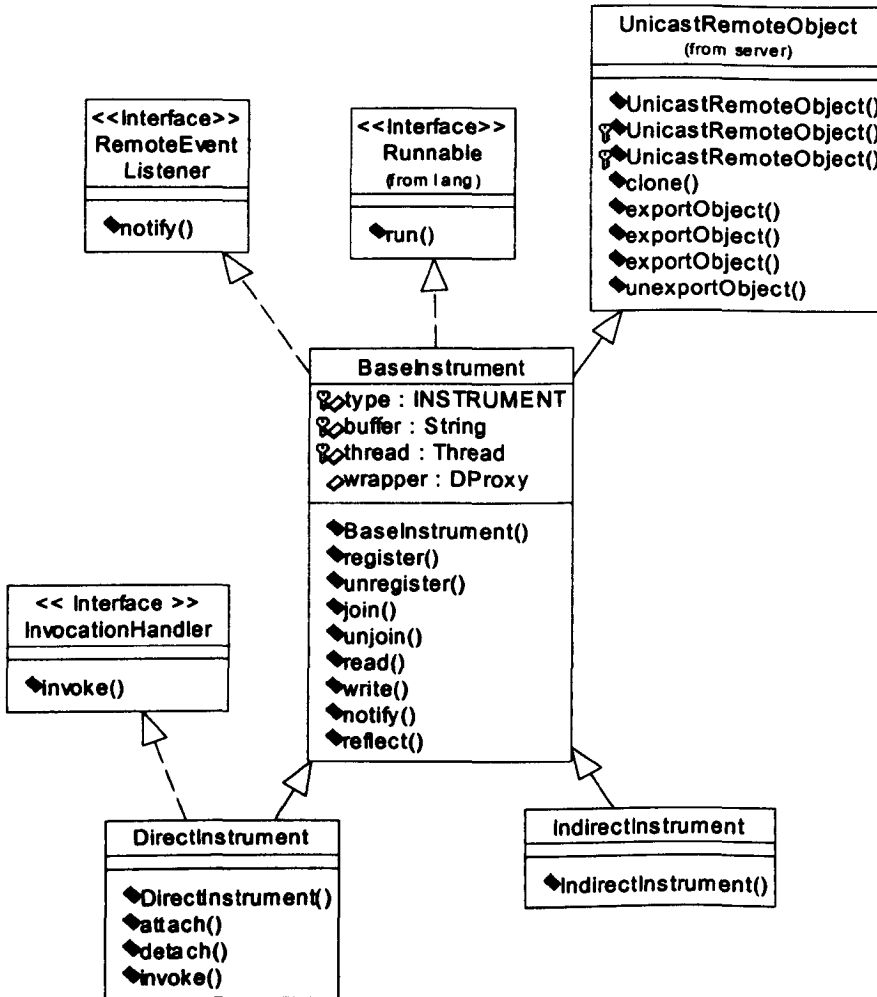 UnicastRemoteObject
(from server)
UnicastRemoteObject()
UnicastRemoteObject()
UnicastRemoteObject()
clone()
exportObject()
exportObject()
exportObject()
unexportObject()
<<Interface>>
RemoteEvent
Listener
notify()
<<Interface>>
Runnable
(from lang)
run()
BaseInstrument
type : INSTRUMENT
buffer : String
thread : Thread
wrapper : DProxy
BaseInstrument()
register()
unregister()
join()
unjoin()
read()
write()
notify()
reflect()
<< Interface >>
InvocationHandler
invoke()
DirectInstrument
DirectInstrument()
attach()
detach()
invoke()
IndirectInstrument
IndirectInstrument()